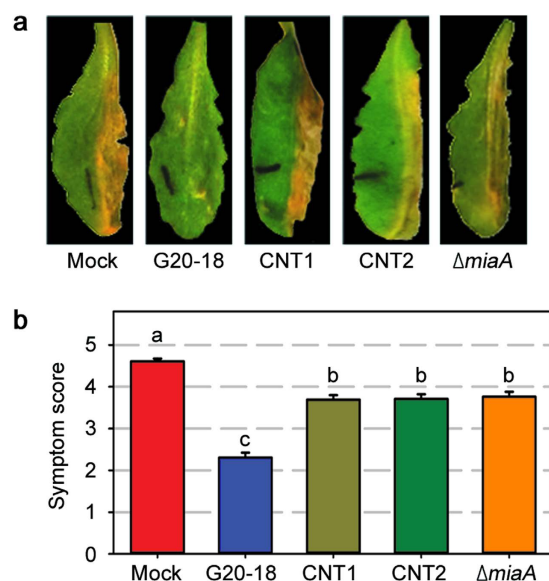 a
Mock G20-18 CNT1 CNT2 ΔmiaA
b
5
4
3
2
1
0
Symptom score
a
c
b
b
b
Mock G20-18 CNT1 CNT2 ΔmiaA